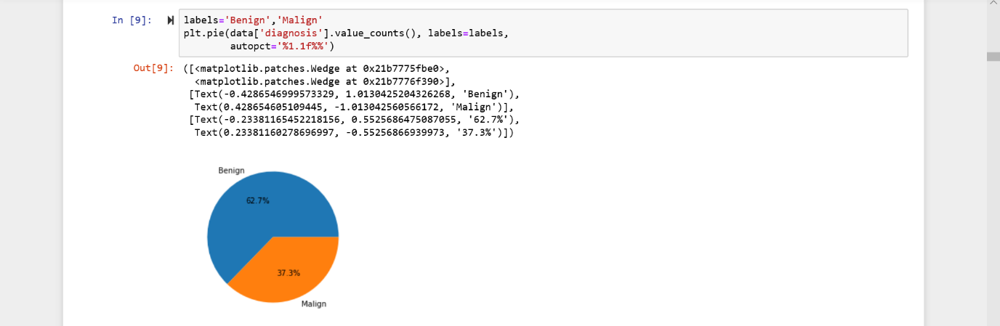 In [9]: labels='Benign','Malign'
plt.pie(data['diagnosis'].value_counts(), labels=labels,
autopct='%1.1f%%')
Out[9]: ([<matplotlib.patches.Wedge at 0x21b7775fbe0>,
<matplotlib.patches.Wedge at 0x21b7776f390>],
[Text(-0.4286546999573329, 1.0130425204326268, 'Benign'),
Text(0.428654605109445, -1.013042560566172, 'Malign')],
[Text(-0.23381165452218156, 0.5525686475087055, '62.7%'),
Text(0.23381160278696997, -0.55256866939973, '37.3%')])
Benign
62.7%
37.3%
Malign